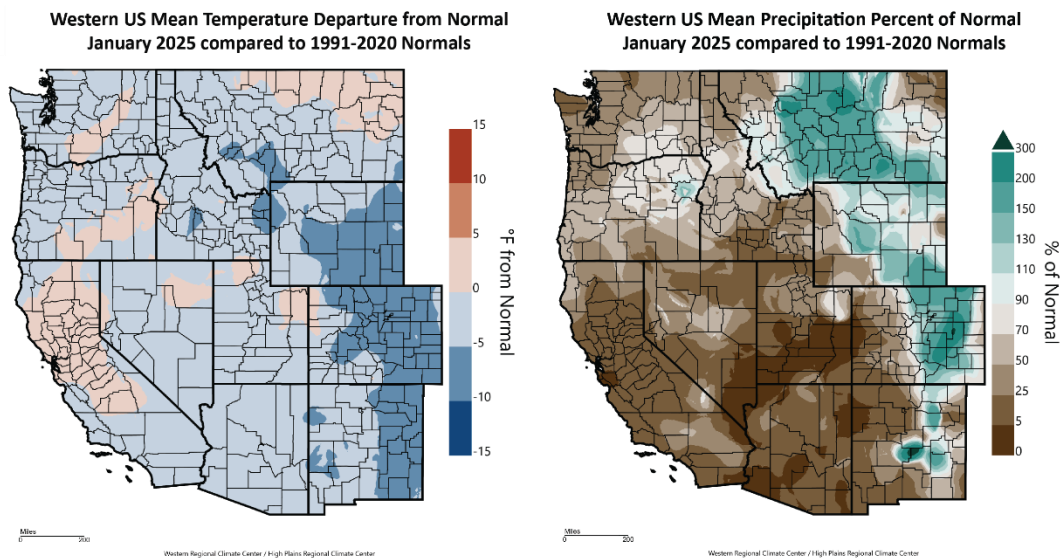 Western US Mean Temperature Departure from Normal
January 2025 compared to 1991-2020 Normals
15
10
5
0
-5
-10
-15
°F from Normal
Miles
0 200
Western Regional Climate Center / High Plains Regional Climate Center
Western US Mean Precipitation Percent of Normal
January 2025 compared to 1991-2020 Normals
300
200
150
130
110
90
70
50
25
5
0
% of Normal
Miles
0 200
Western Regional Climate Center / High Plains Regional Climate Center